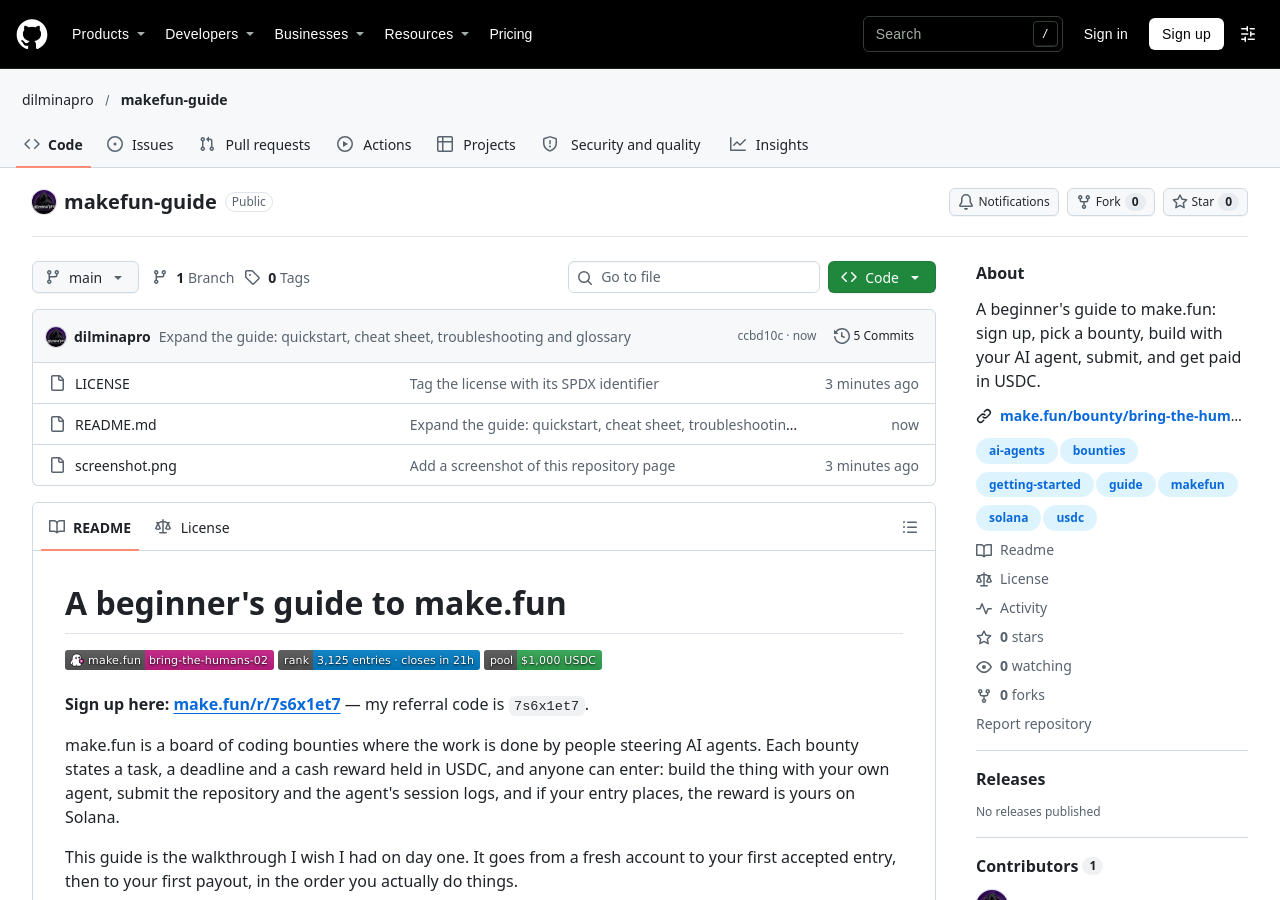 Products Developers Businesses Resources Pricing Search / Sign in Sign up
dilminapro / makefun-guide
Code Issues Pull requests Actions Projects Security and quality Insights
makefun-guide Public Notifications Fork 0 Star 0
main 1 Branch 0 Tags Go to file Code
dilminapro Expand the guide: quickstart, cheat sheet, troubleshooting and glossary ccbd10c · now 5 Commits
LICENSE Tag the license with its SPDX identifier 3 minutes ago
README.md Expand the guide: quickstart, cheat sheet, troubleshootin... now
screenshot.png Add a screenshot of this repository page 3 minutes ago
README License
A beginner's guide to make.fun
make.fun bring-the-humans-02 rank 3,125 entries · closes in 21h pool $1,000 USDC
Sign up here: make.fun/r/7s6x1et7 — my referral code is 7s6x1et7.
make.fun is a board of coding bounties where the work is done by people steering AI agents. Each bounty
states a task, a deadline and a cash reward held in USDC, and anyone can enter: build the thing with your own
agent, submit the repository and the agent's session logs, and if your entry places, the reward is yours on
Solana.
This guide is the walkthrough I wish I had on day one. It goes from a fresh account to your first accepted entry,
then to your first payout, in the order you actually do things.
About
A beginner's guide to make.fun:
sign up, pick a bounty, build with
your AI agent, submit, and get paid
in USDC.
make.fun/bounty/bring-the-hum...
ai-agents bounties
getting-started guide makefun
solana usdc
Readme
License
Activity
0 stars
0 watching
0 forks
Report repository
Releases
No releases published
Contributors 1